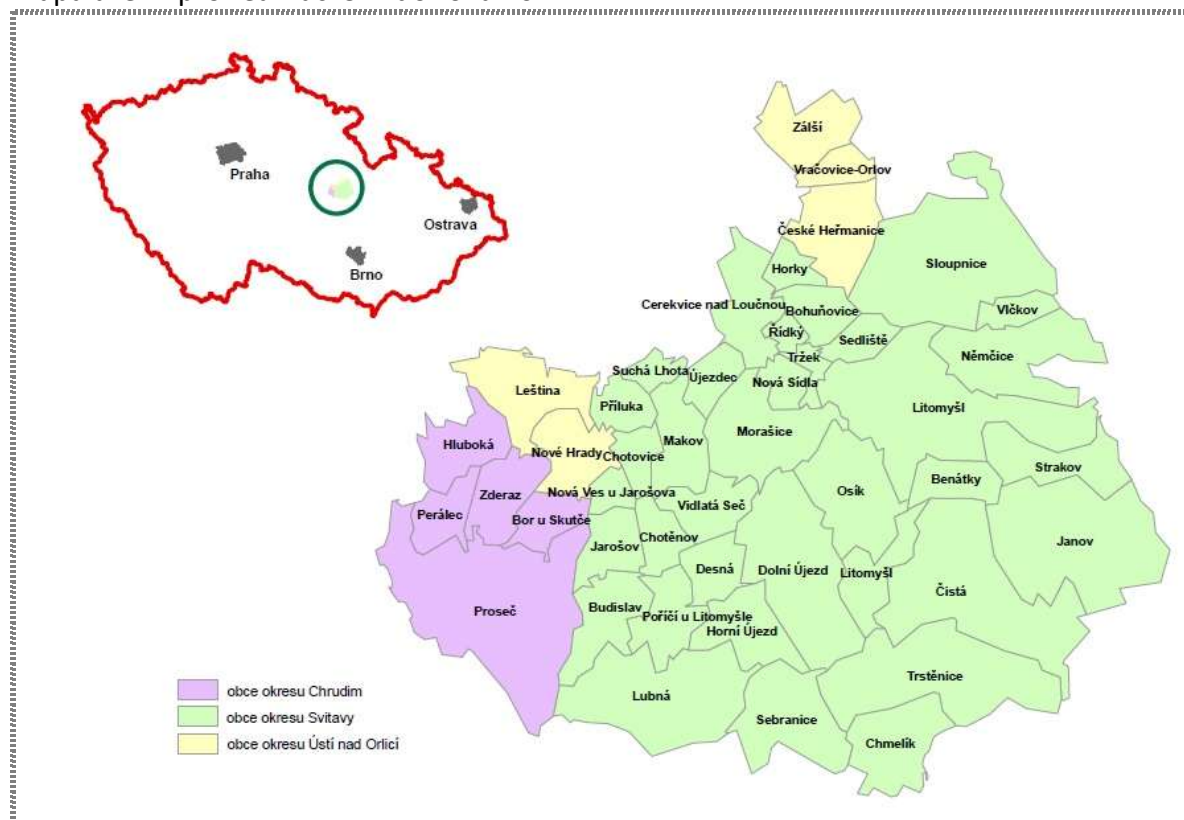 Praha
Ostrava
Brno
Zálší
Vračovice-Orlov
České Heřmanice
Sloupnice
Horky
Cerekvice nad Loučnou
Bohuňovice
Vlčkov
Řídký
Sedliště
Tržek
Němčice
Suchá Lhota
Újezdec
Nová Sídla
Leština
Příluka
Litomyšl
Morašice
Hluboká
Nové Hrady
Chotovice
Makov
Strakov
Benátky
Zderaz
Nová Ves u Jarošova
Osík
Vidlatá Seč
Perálec
Bor u Skutče
Chotěnov
Jarošov
Janov
Desná
Dolní Újezd
Litomyšl
Čistá
Proseč
Budislav
Poříčí u Litomyšle
Horní Újezd
Trstěnice
Lubná
Sebranice
Chmelík
obce okresu Chrudim
obce okresu Svitavy
obce okresu Ústí nad Orlicí